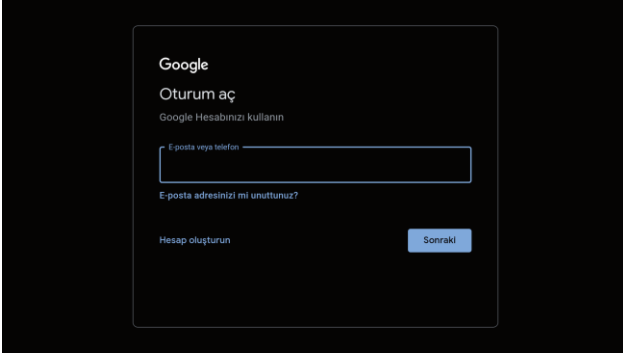 Google
Oturum aç
Google Hesabınızı kullanın
E-posta veya telefon
E-posta adresinizi mi unuttunuz?
Hesap oluşturun
Sonraki